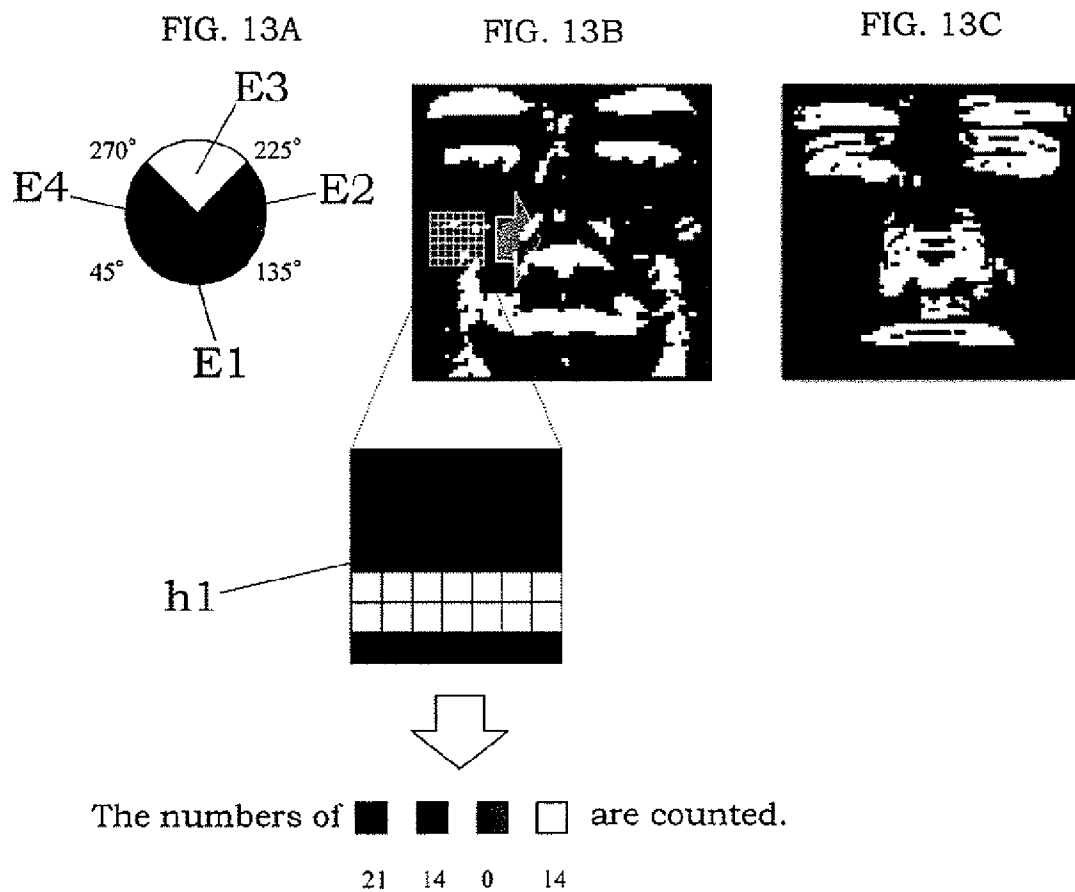 FIG. 13A
FIG. 13B
FIG. 13C
E3
270°
225°
E4
E2
45°
135°
E1
h1
The numbers of are counted.
21 14 0 14